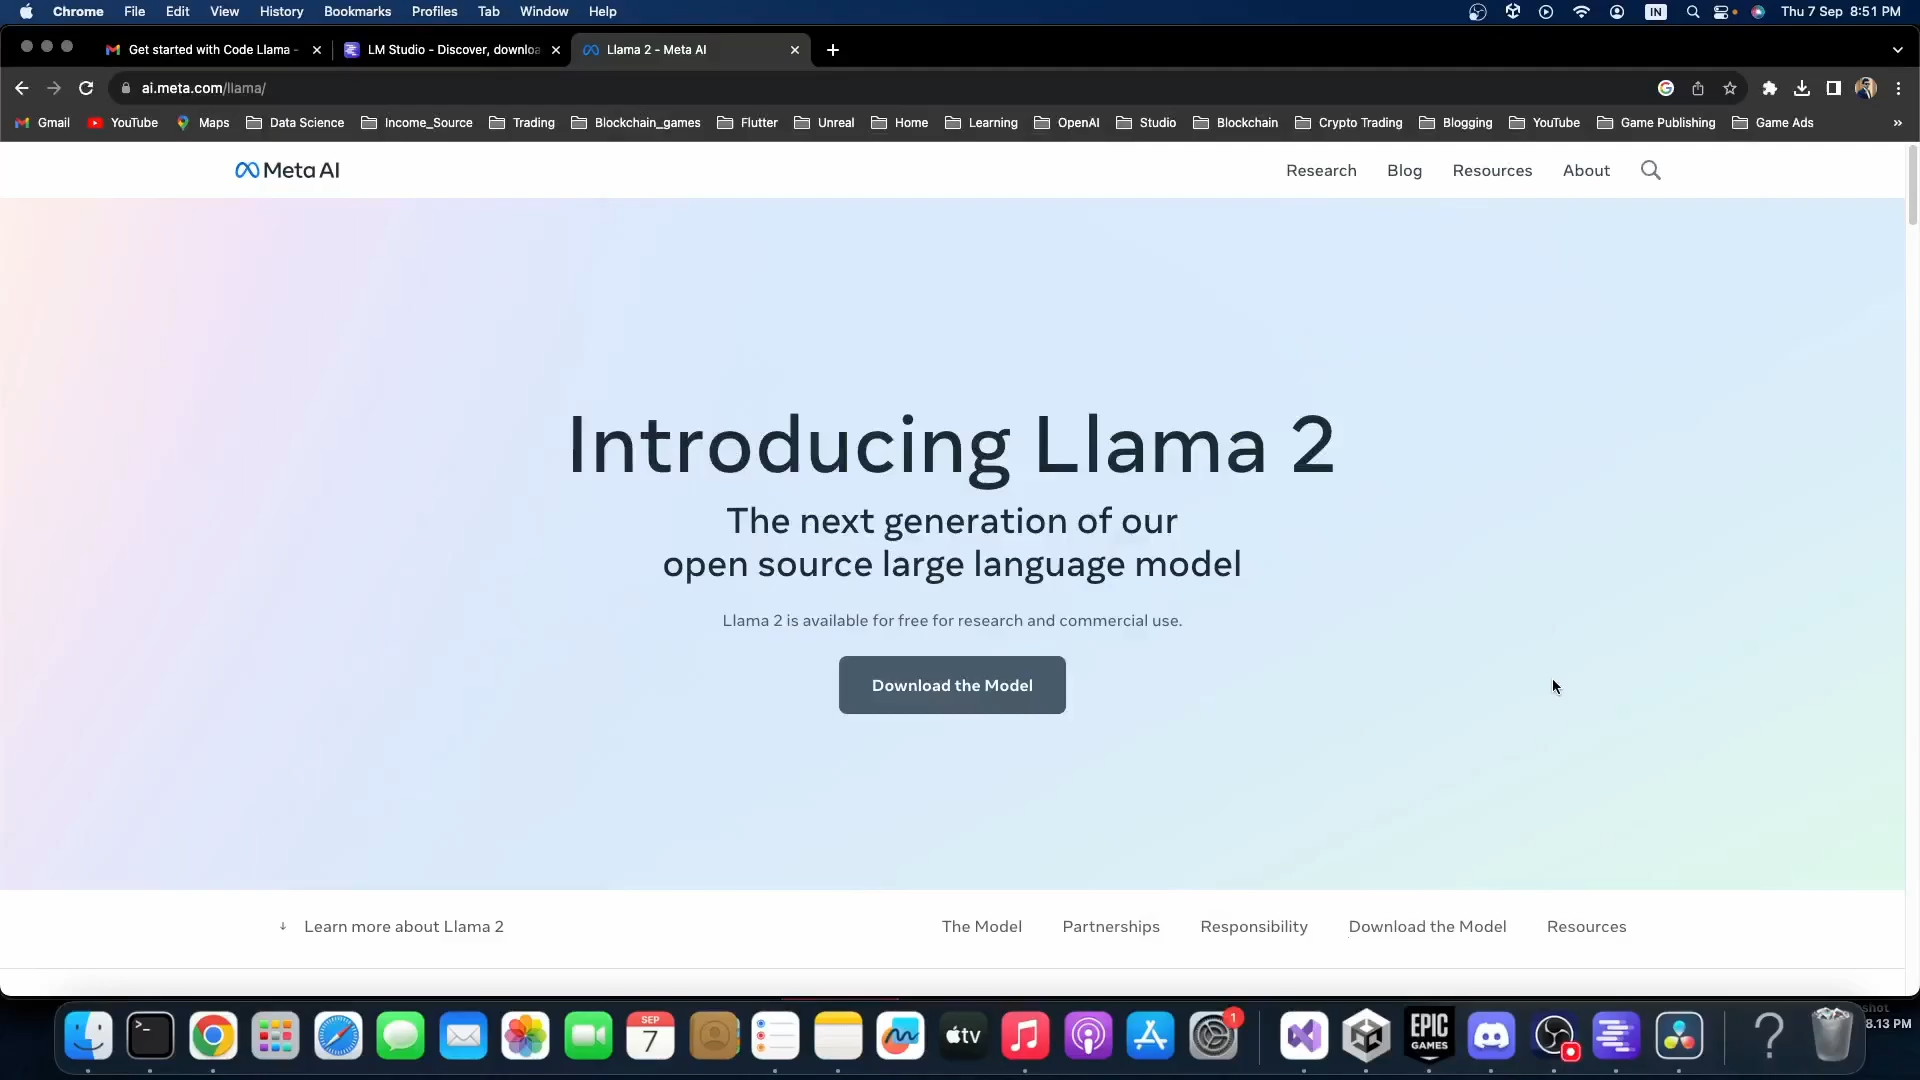 Chrome File Edit View History Bookmarks Profiles Tab Window Help IN Thu 7 Sep 8:51 PM
Get started with Code Llama - LM Studio - Discover, downloa Llama 2 - Meta AI
ai.meta.com/llama/
Gmail YouTube Maps Data Science Income_Source Trading Blockchain_games Flutter Unreal Home Learning OpenAI Studio Blockchain Crypto Trading Blogging YouTube Game Publishing Game Ads »
Meta AI Research Blog Resources About
Introducing Llama 2
The next generation of our
open source large language model
Llama 2 is available for free for research and commercial use.
Download the Model
↓ Learn more about Llama 2 The Model Partnerships Responsibility Download the Model Resources
shot
8.13 PM
SEP
7
tv
1
EPIC
GAMES